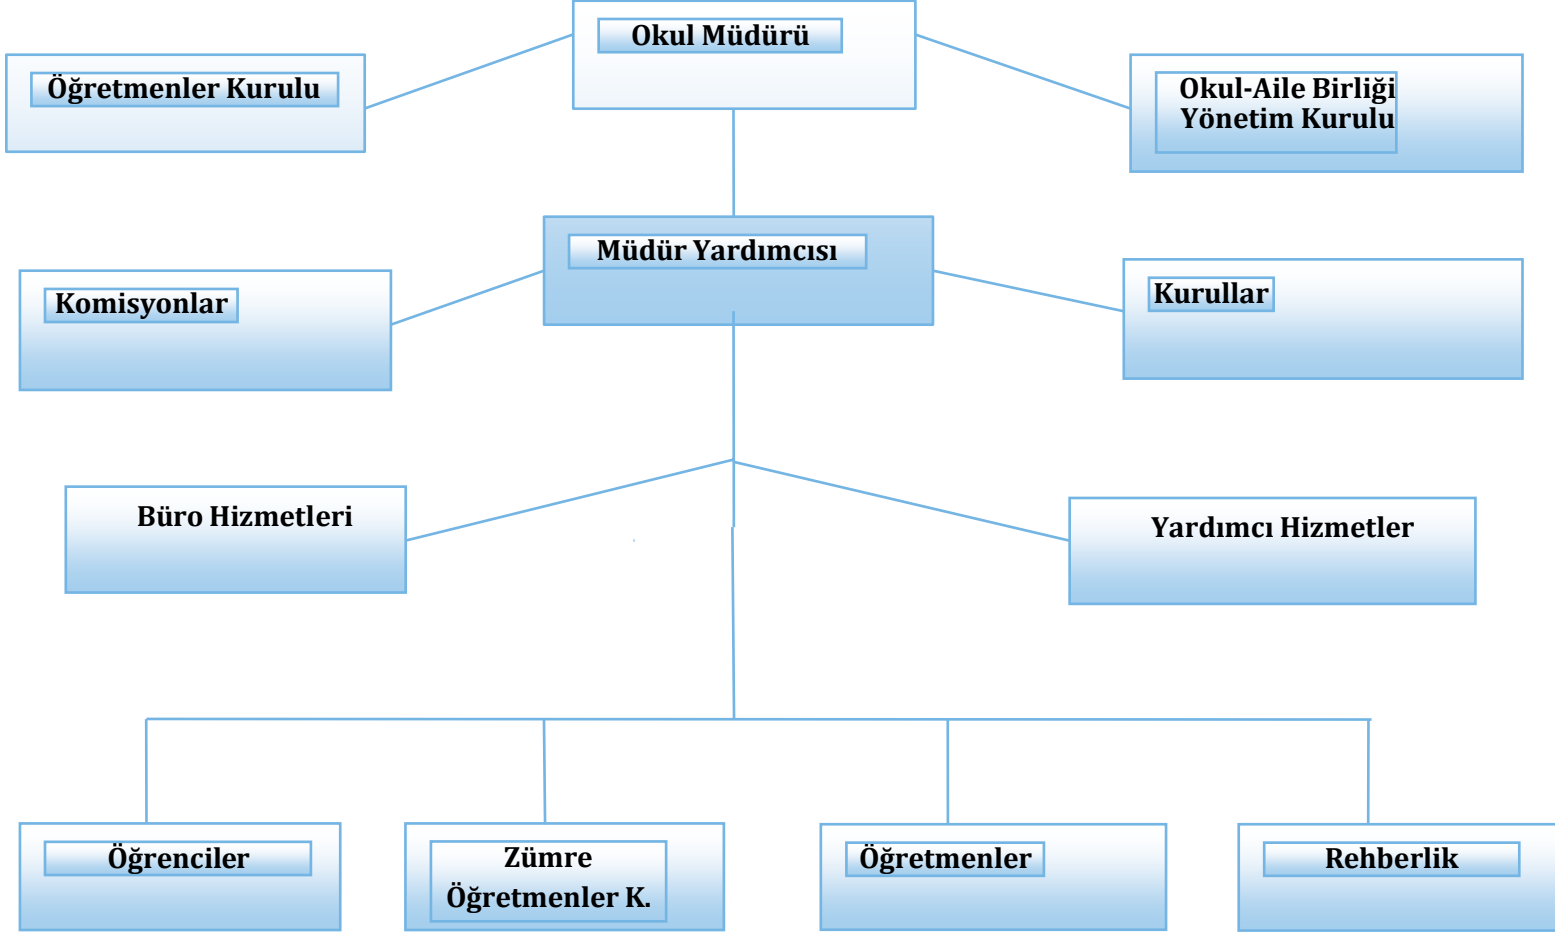 Okul Müdürü
Öğretmenler Kurulu
Okul-Aile Birliği
Yönetim Kurulu
Müdür Yardımcısı
Komisyonlar
Kurullar
Büro Hizmetleri
Yardımcı Hizmetler
Öğrenciler
Zümre
Öğretmenler K.
Öğretmenler
Rehberlik